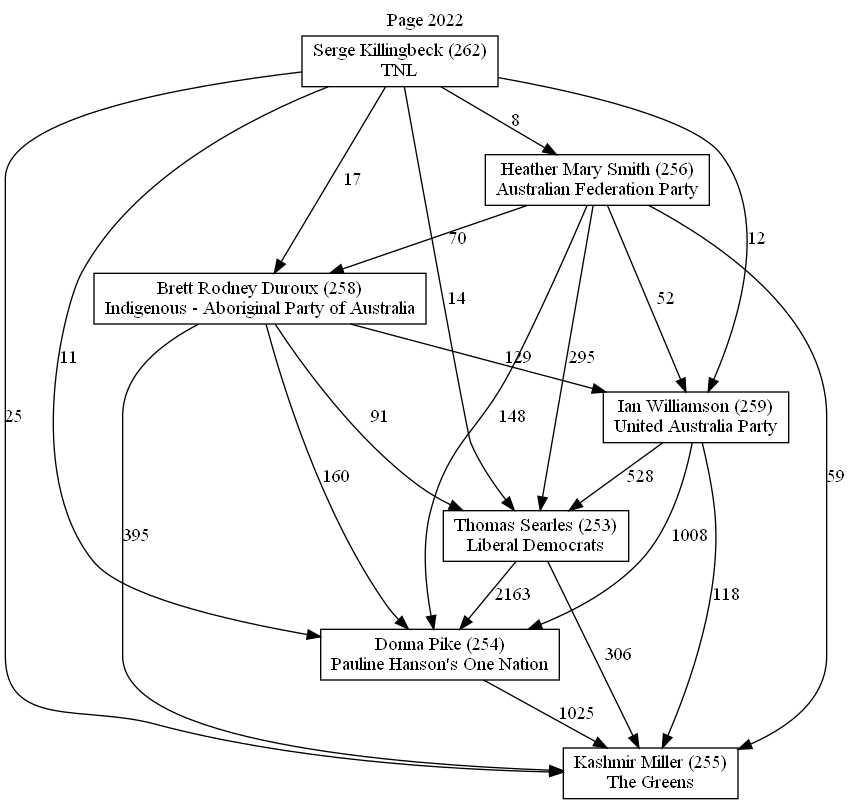 Page 2022
Serge Killingbeck (262)
TNL
8
Heather Mary Smith (256)
Australian Federation Party
17
70
12
Brett Rodney Duroux (258)
Indigenous - Aboriginal Party of Australia
14
52
11
129
295
25
91
148
Ian Williamson (259)
United Australia Party
160
528
59
395
Thomas Searles (253)
Liberal Democrats
1008
2163
118
Donna Pike (254)
Pauline Hanson's One Nation
306
1025
Kashmir Miller (255)
The Greens